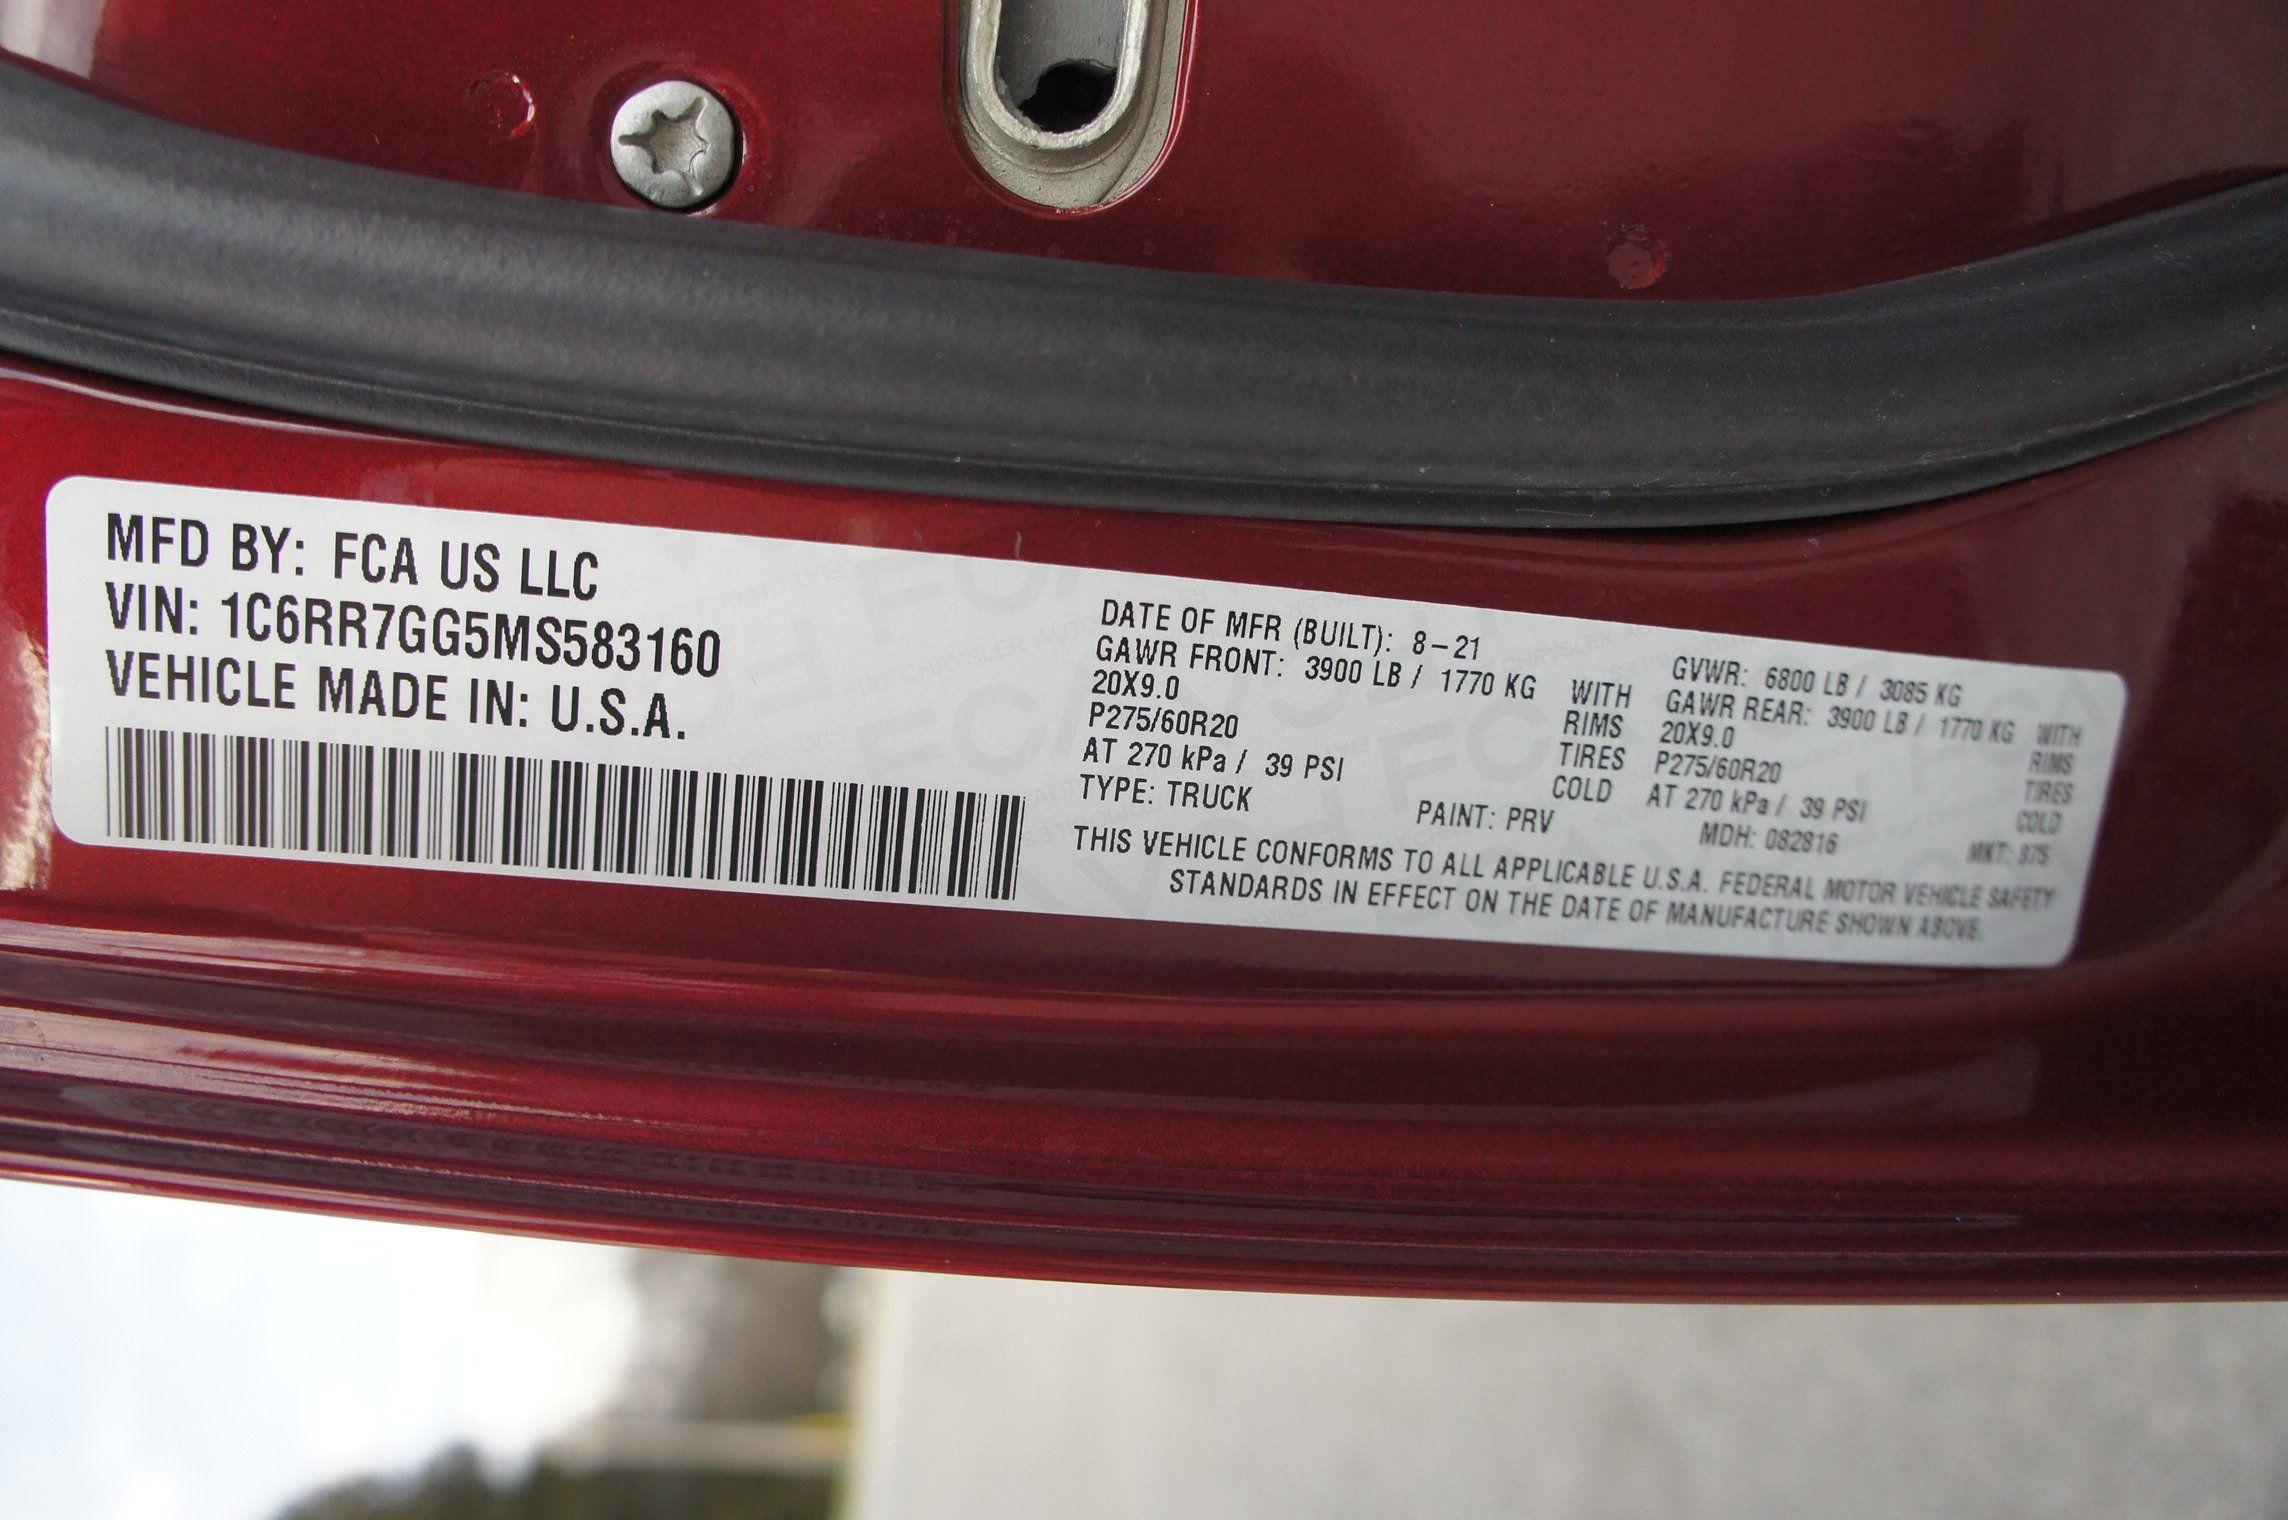 MFD BY: FCA US LLC
VIN: 1C6RR7GG5MS583160
VEHICLE MADE IN: U.S.A.
DATE OF MFR (BUILT): 8-21 GVWR: 6800 LB / 3085 KG
GAWR FRONT: 3900 LB / 1770 KG WITH GAWR REAR: 3900 LB / 1770 KG WITH
20X9.0 RIMS 20X9.0 RIMS
P275/60R20 TIRES P275/60R20 TIRES
AT 270 kPa / 39 PSI COLD AT 270 kPa / 39 PSI COLD
TYPE: TRUCK PAINT: PRV MDH: 082816 MKT:
THIS VEHICLE CONFORMS TO ALL APPLICABLE U.S.A. FEDERAL MOTOR VEHICLE SAFETY
STANDARDS IN EFFECT ON THE DATE OF MANUFACTURE SHOWN ABOVE.